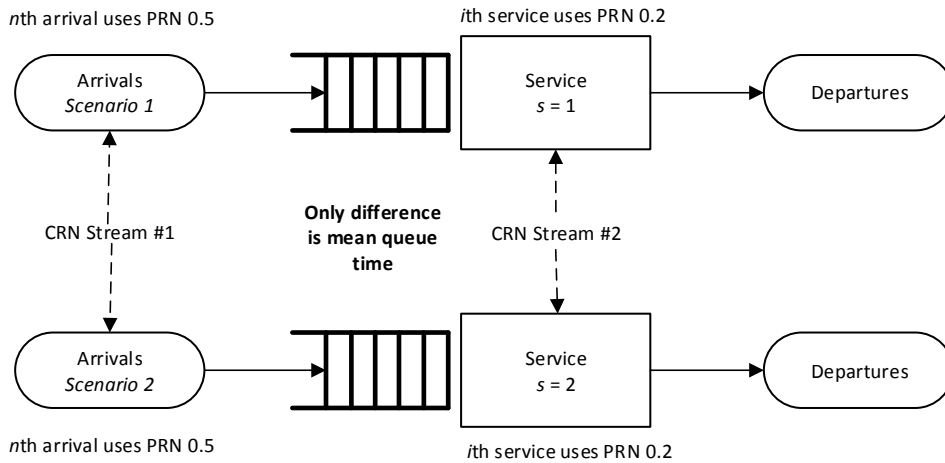 nth arrival uses PRN 0.5
ith service uses PRN 0.2
Arrivals
Scenario 1
Service
s = 1
Departures
CRN Stream #1
Only difference
is mean queue
time
CRN Stream #2
Arrivals
Scenario 2
Service
s = 2
Departures
nth arrival uses PRN 0.5
ith service uses PRN 0.2